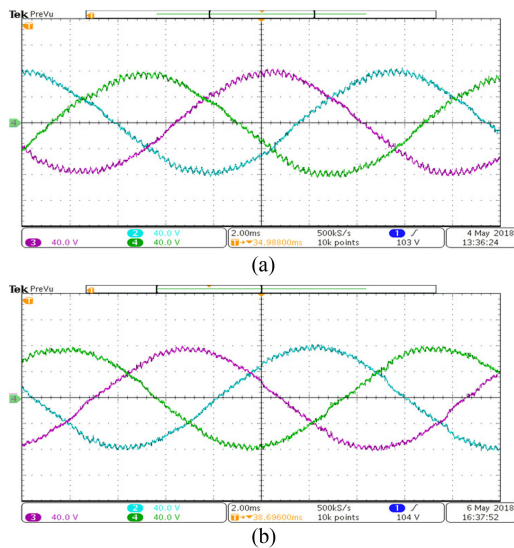 Tek PreVu
T
4
2 40.0 V 2.00ms 500kS/s 1 4 May 2018
3 40.0 V 4 40.0 V T→▼34.98800ms 10k points 103 V 13:36:24
(a)
Tek PreVu
T
4
2 40.0 V 2.00ms 500kS/s 1 6 May 2018
3 40.0 V 4 40.0 V T→▼38.69600ms 10k points 104 V 16:37:52
(b)